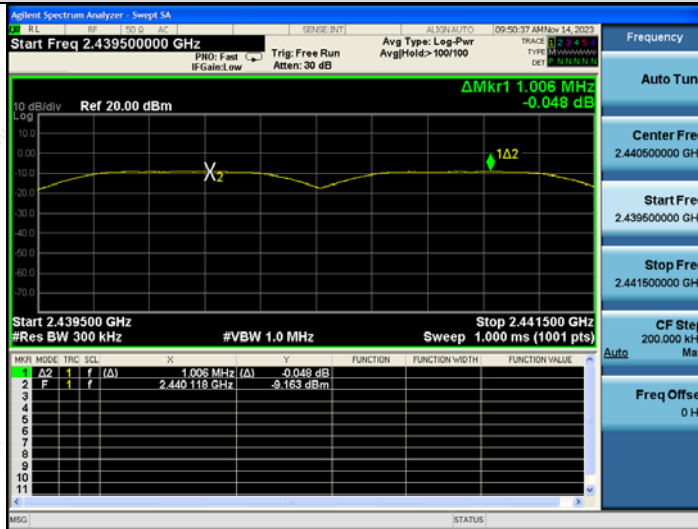 Agilent Spectrum Analyzer - Swept SA
RL RF 50 Ω AC SENSE:INT ALIGNAUTO 09:50:37 AM Nov 14, 2023
Start Freq 2.439500000 GHz
PNO: Fast
IFGain:Low
Trig: Free Run
Atten: 30 dB
Avg Type: Log-Pwr
Avg|Hold:> 100/100
TRACE 1 2 3 4 5 6
TYPE M
DET P N N N N N
ΔMkr1 1.006 MHz
-0.048 dB
10 dB/div Ref 20.00 dBm
Log
10.0
0.00
-10.0
-20.0
-30.0
-40.0
-50.0
-60.0
-70.0
X2
1Δ2
Start 2.439500 GHz Stop 2.441500 GHz
#Res BW 300 kHz #VBW 1.0 MHz Sweep 1.000 ms (1001 pts)
MKR MODE TRC SCL X Y FUNCTION FUNCTION WIDTH FUNCTION VALUE
1 Δ2 1 f (Δ) 1.006 MHz (Δ) -0.048 dB
2 F 1 f 2.440 118 GHz -9.163 dBm
3
4
5
6
7
8
9
10
11
MSG STATUS
Frequency
Auto Tun
Center Fre
2.440500000 GH
Start Fre
2.439500000 GH
Stop Fre
2.441500000 GH
CF Step
200.000 kH
Auto Ma
Freq Offse
0 H